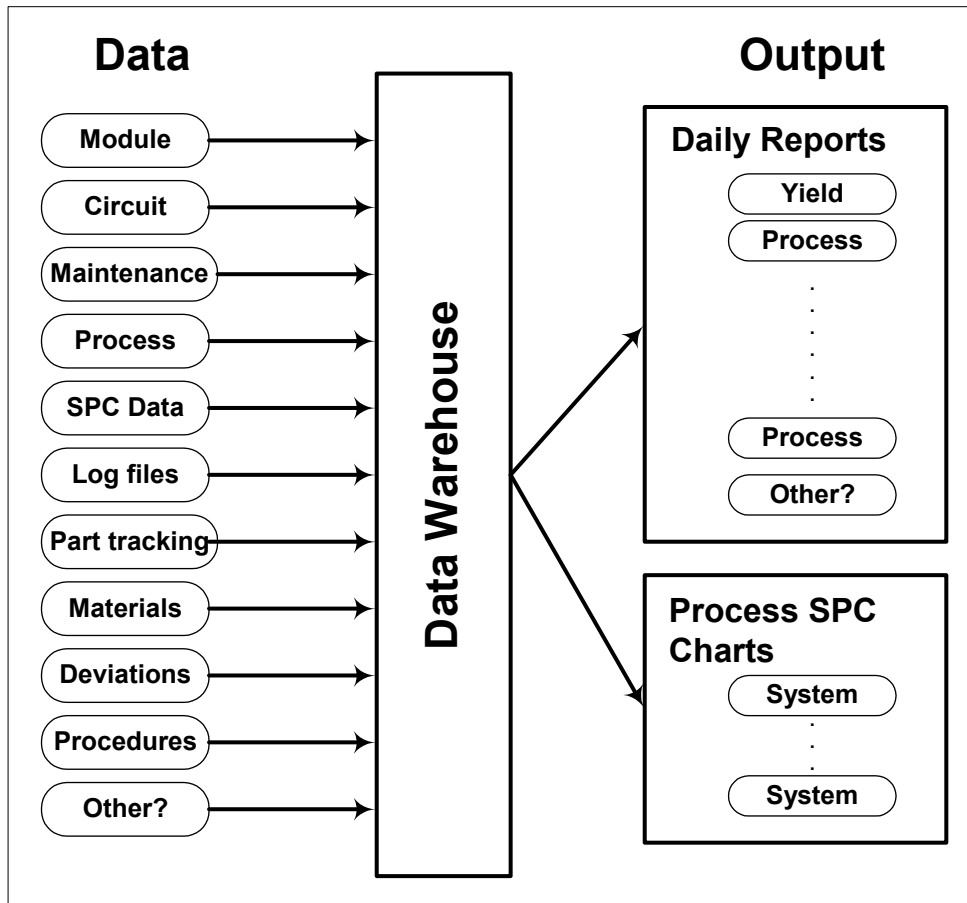 Data
Module
Circuit
Maintenance
Process
SPC Data
Log files
Part tracking
Materials
Deviations
Procedures
Other?
Data Warehouse
Output
Daily Reports
Yield
Process
Process
Other?
Process SPC
Charts
System
System